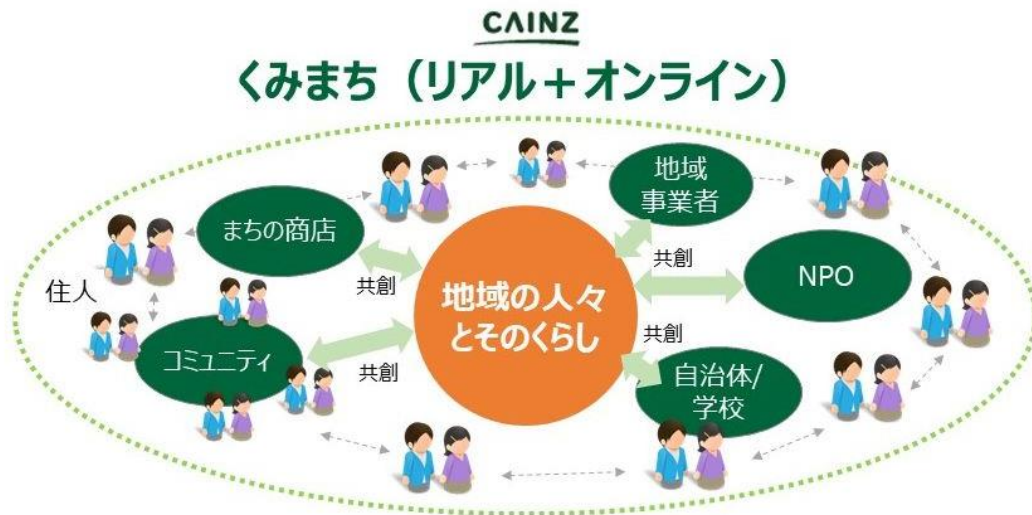 CAINZ
くみまち（リアル＋オンライン）
地域
事業者
まちの商店
共創
NPO
共創
住人
地域の人々
とそのくらし
共創
コミュニティ
共創
自治体/
学校